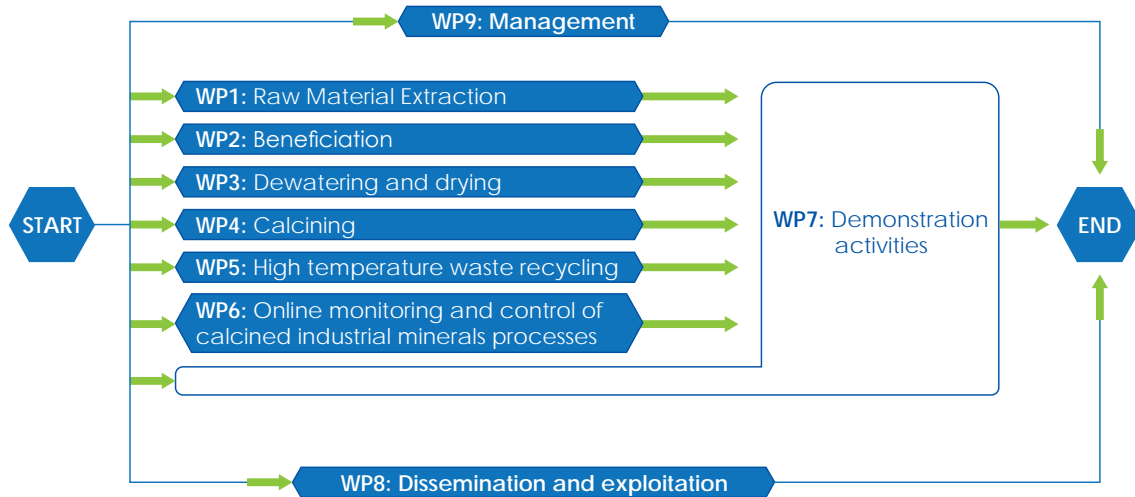 WP9: Management
WP1: Raw Material Extraction
WP2: Beneficiation
WP3: Dewatering and drying
START
WP4: Calcining
WP7: Demonstration
activities
END
WP5: High temperature waste recycling
WP6: Online monitoring and control of
calcined industrial minerals processes
WP8: Dissemination and exploitation